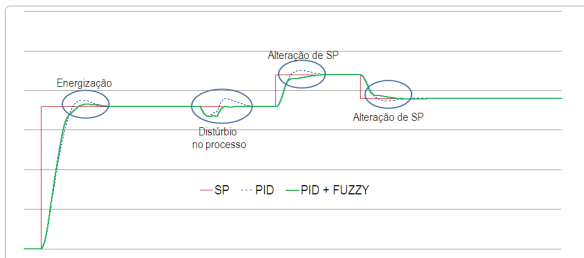 Alteração de SP
Energização
Distúrbio
no processo
Alteração de SP
SP
PID
PID + FUZZY